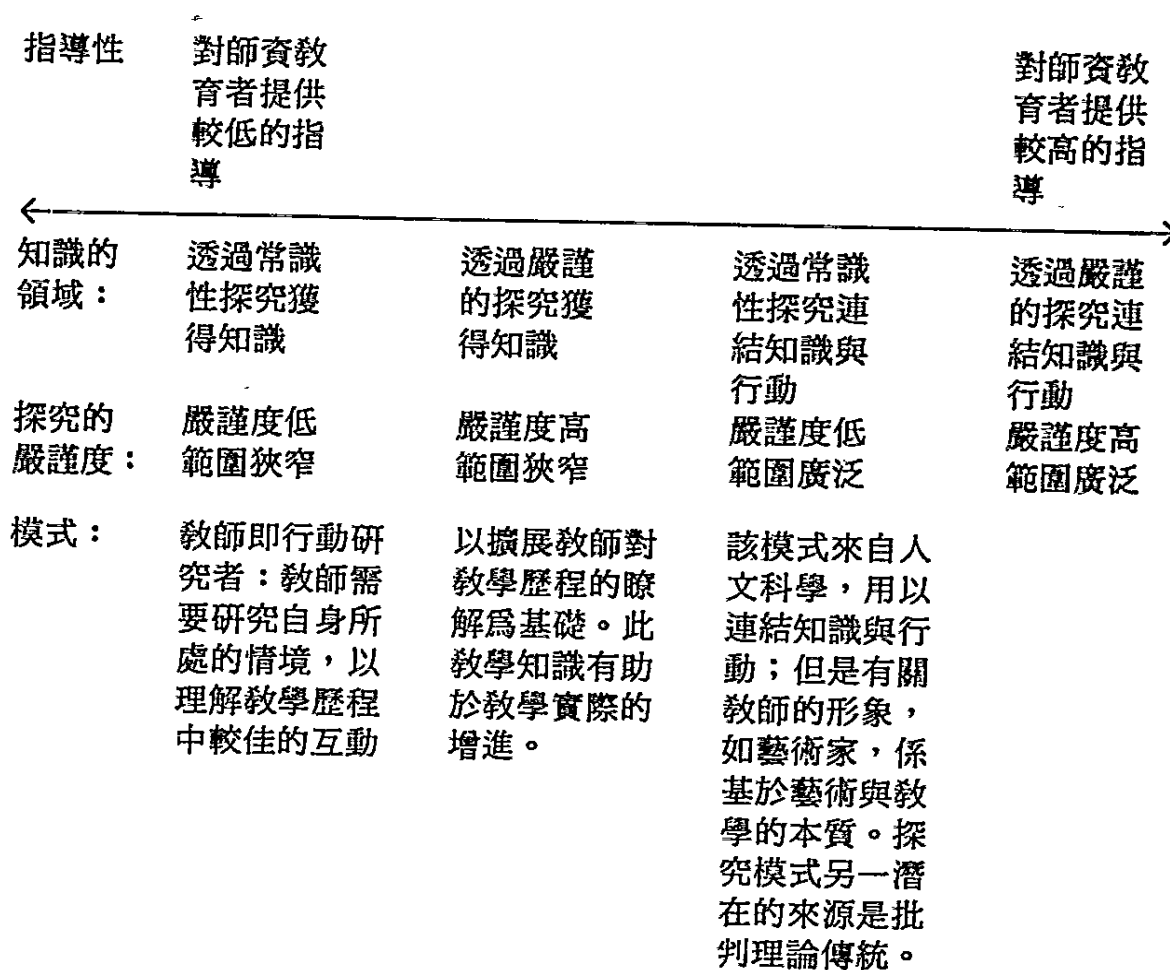 指導性
對師資教
育者提供
較低的指
導
對師資教
育者提供
較高的指
導
知識的
領域：
透過常識
性探究獲
得知識
透過嚴謹
的探究獲
得知識
透過常識
性探究連
結知識與
行動
透過嚴謹
的探究連
結知識與
行動
探究的
嚴謹度：
嚴謹度低
範圍狹窄
嚴謹度高
範圍狹窄
嚴謹度低
範圍廣泛
嚴謹度高
範圍廣泛
模式：
教師即行動研
究者：教師需
要研究自身所
處的情境，以
理解教學歷程
中較佳的互動
以擴展教師對
教學歷程的瞭
解爲基礎。此
教學知識有助
於教學實際的
增進。
該模式來自人
文科學，用以
連結知識與行
動；但是有關
教師的形象，
如藝術家，係
基於藝術與教
學的本質。探
究模式另一潛
在的來源是批
判理論傳統。